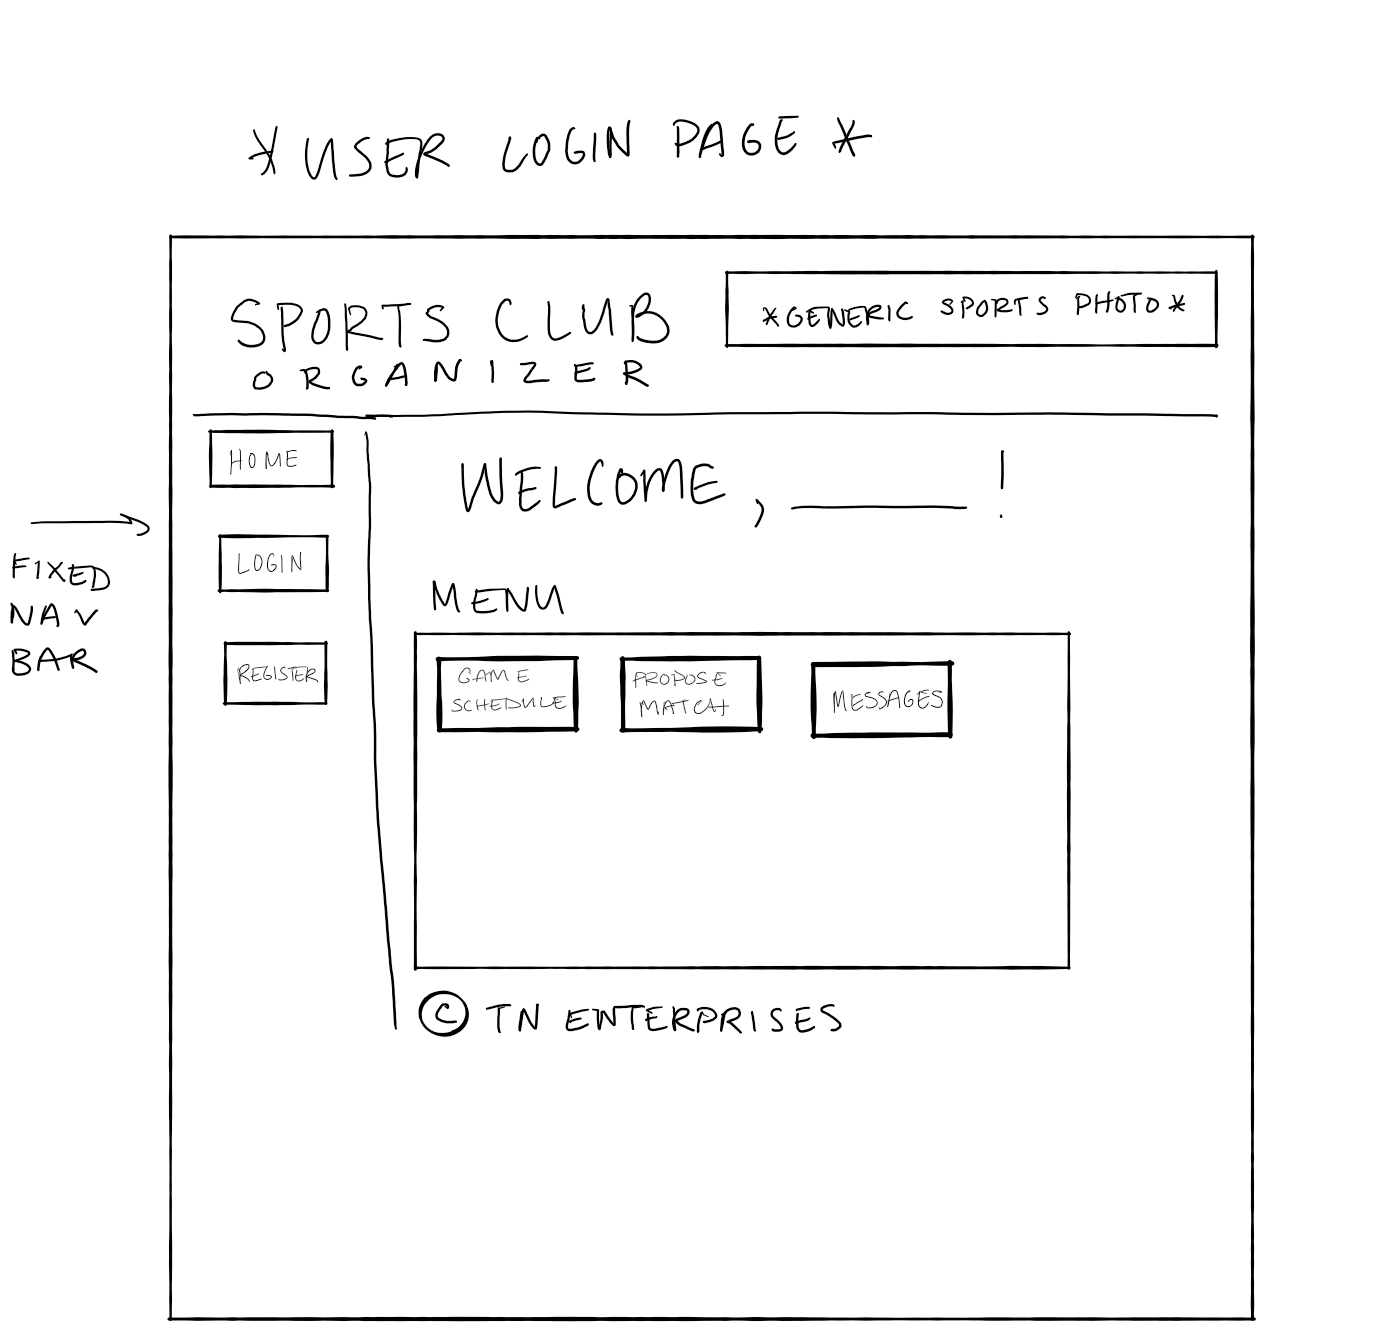 *USER LOGIN PAGE*
SPORTS CLUB
ORGANIZER
*GENERIC SPORTS PHOTO*
FIXED
NAV
BAR
HOME
LOGIN
REGISTER
WELCOME, _____ !
MENU
GAME
SCHEDULE
PROPOSE
MATCH
MESSAGES
© TN ENTERPRISES